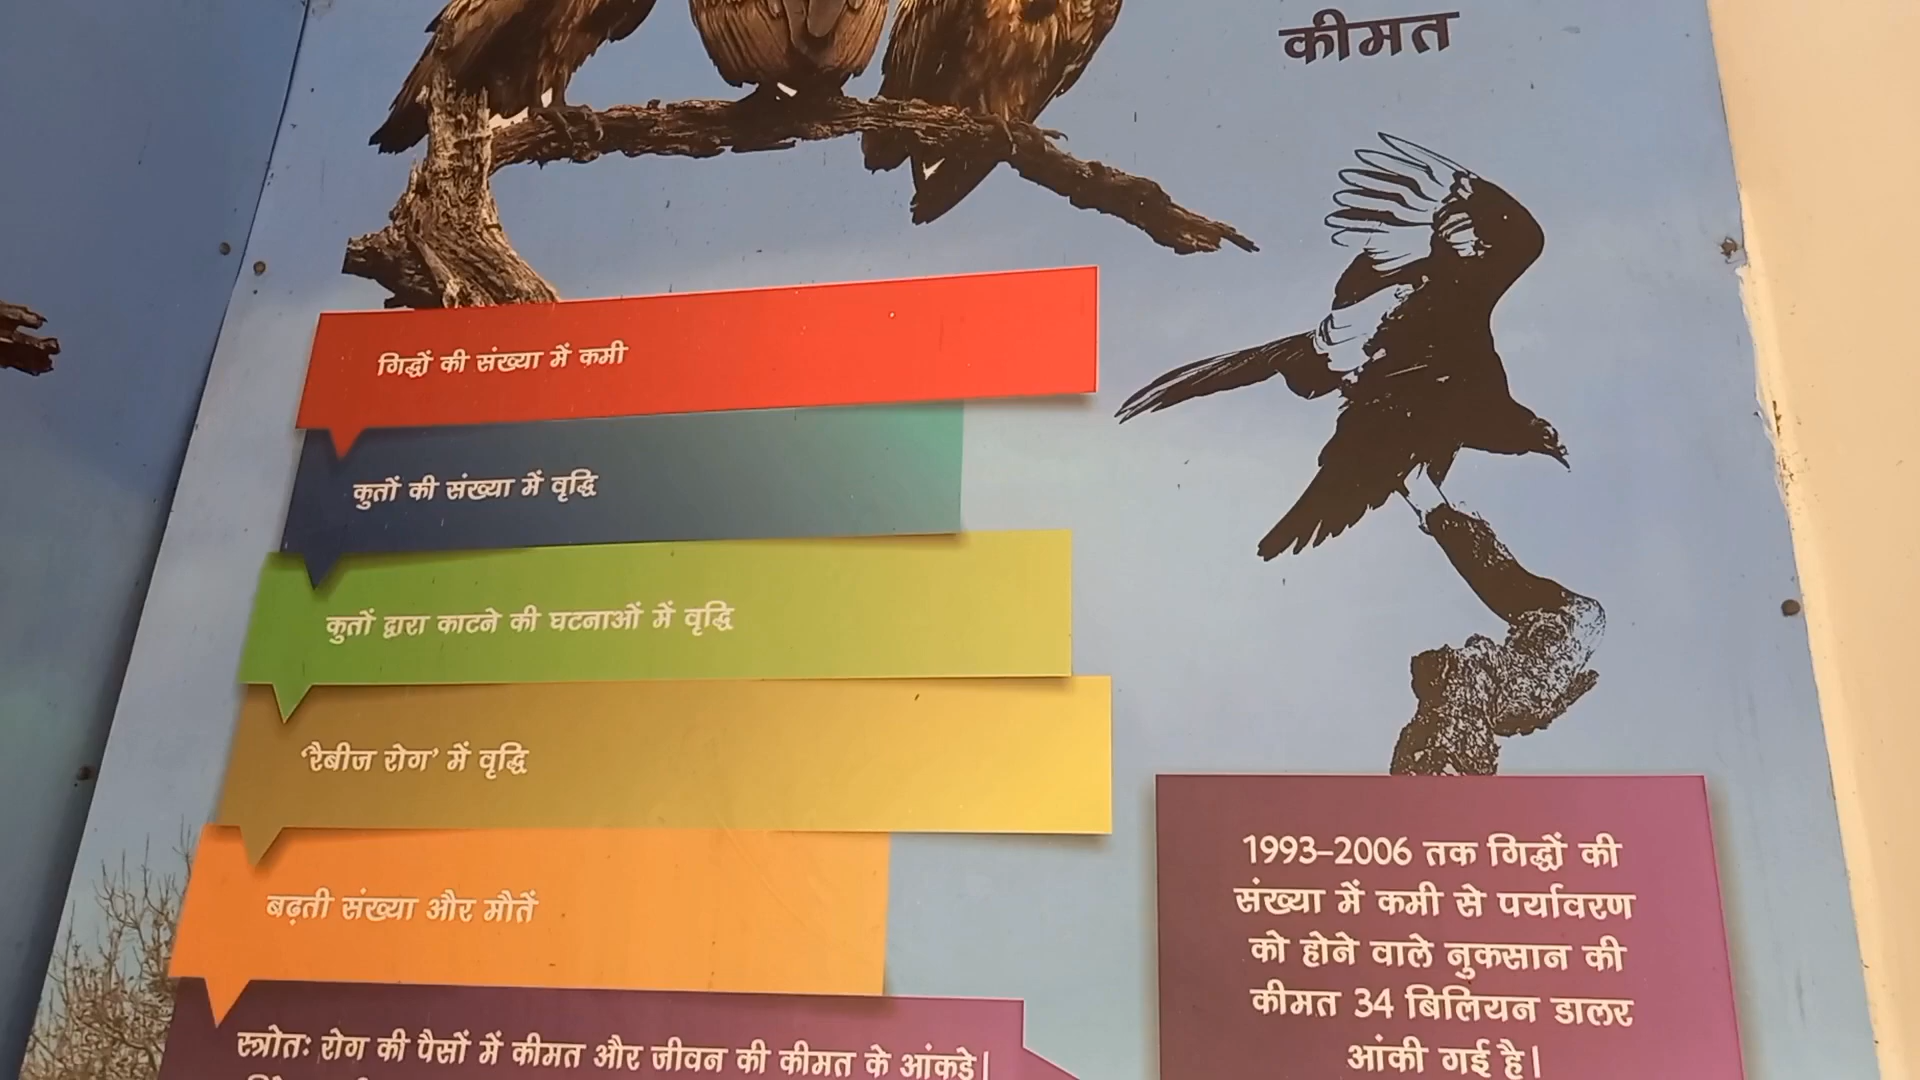 कीमत
गिद्धों की संख्या में कमी
कुतों की संख्या में वृद्धि
कुतों द्वारा काटने की घटनाओं में वृद्धि
‘रैबीज रोग’ में वृद्धि
बढ़ती संख्या और मौतें
स्त्रोतः रोग की पैसों में कीमत और जीवन की कीमत के आंकड़े।
1993–2006 तक गिद्धों की
संख्या में कमी से पर्यावरण
को होने वाले नुकसान की
कीमत 34 बिलियन डालर
आंकी गई है।